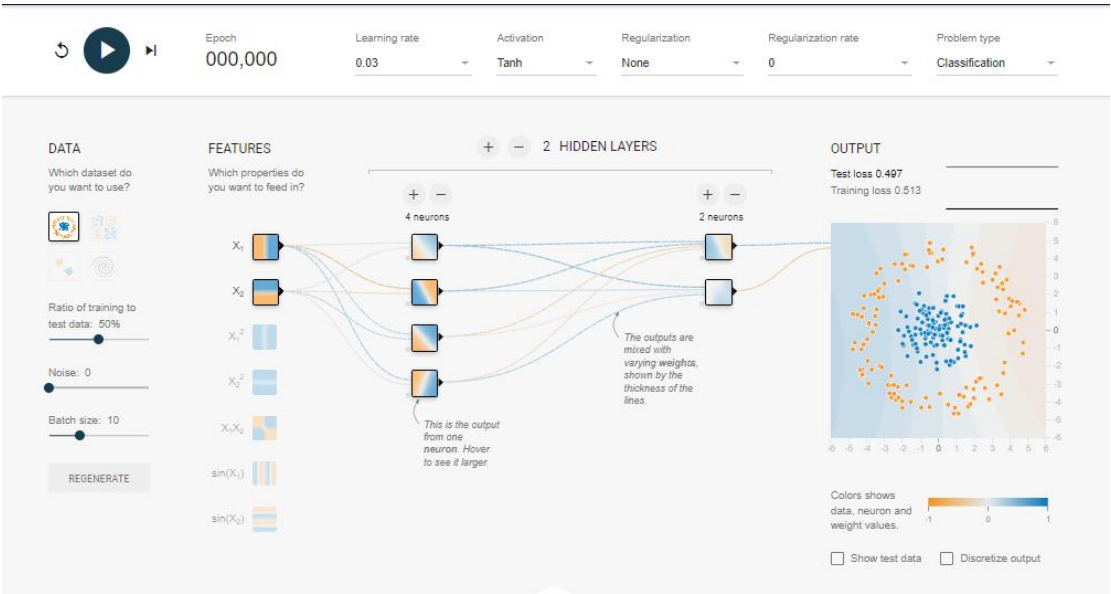 Epoch
000,000
Learning rate
0.03
Activation
Tanh
Regularization
None
Regularization rate
0
Problem type
Classification
DATA
Which dataset do
you want to use?
Ratio of training to
test data: 50%
Noise: 0
Batch size: 10
REGENERATE
FEATURES
Which properties do
you want to feed in?
X₁
X₂
X₁²
X₂²
X₁X₂
sin(X₁)
sin(X₂)
+ − 2 HIDDEN LAYERS
+ −
4 neurons
This is the output
from one
neuron. Hover
to see it larger.
+ −
2 neurons
The outputs are
mixed with
varying weights,
shown by the
thickness of the
lines.
OUTPUT
Test loss 0.497
Training loss 0.513
6
5
4
3
2
1
0
-1
-2
-3
-4
-5
-6
-6 -5 -4 -3 -2 -1 0 1 2 3 4 5 6
Colors shows
data, neuron and
weight values.
-1 0 1
Show test data
Discretize output